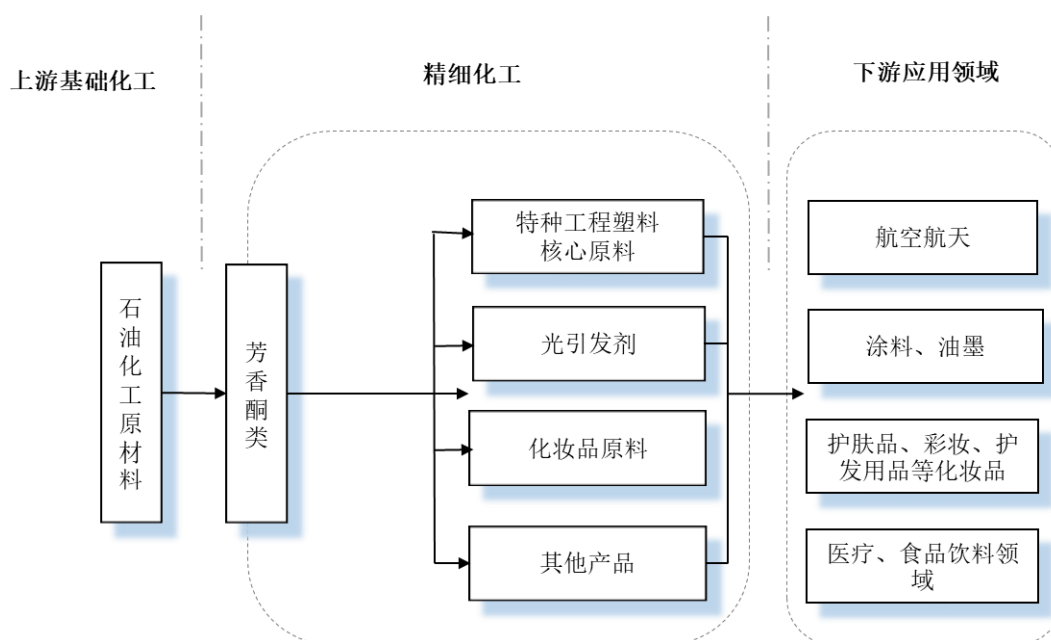 上游基础化工
精细化工
下游应用领域
石油化工原材料
芳香酮类
特种工程塑料
核心原料
光引发剂
化妆品原料
其他产品
航空航天
涂料、油墨
护肤品、彩妆、护
发用品等化妆品
医疗、食品饮料领
域